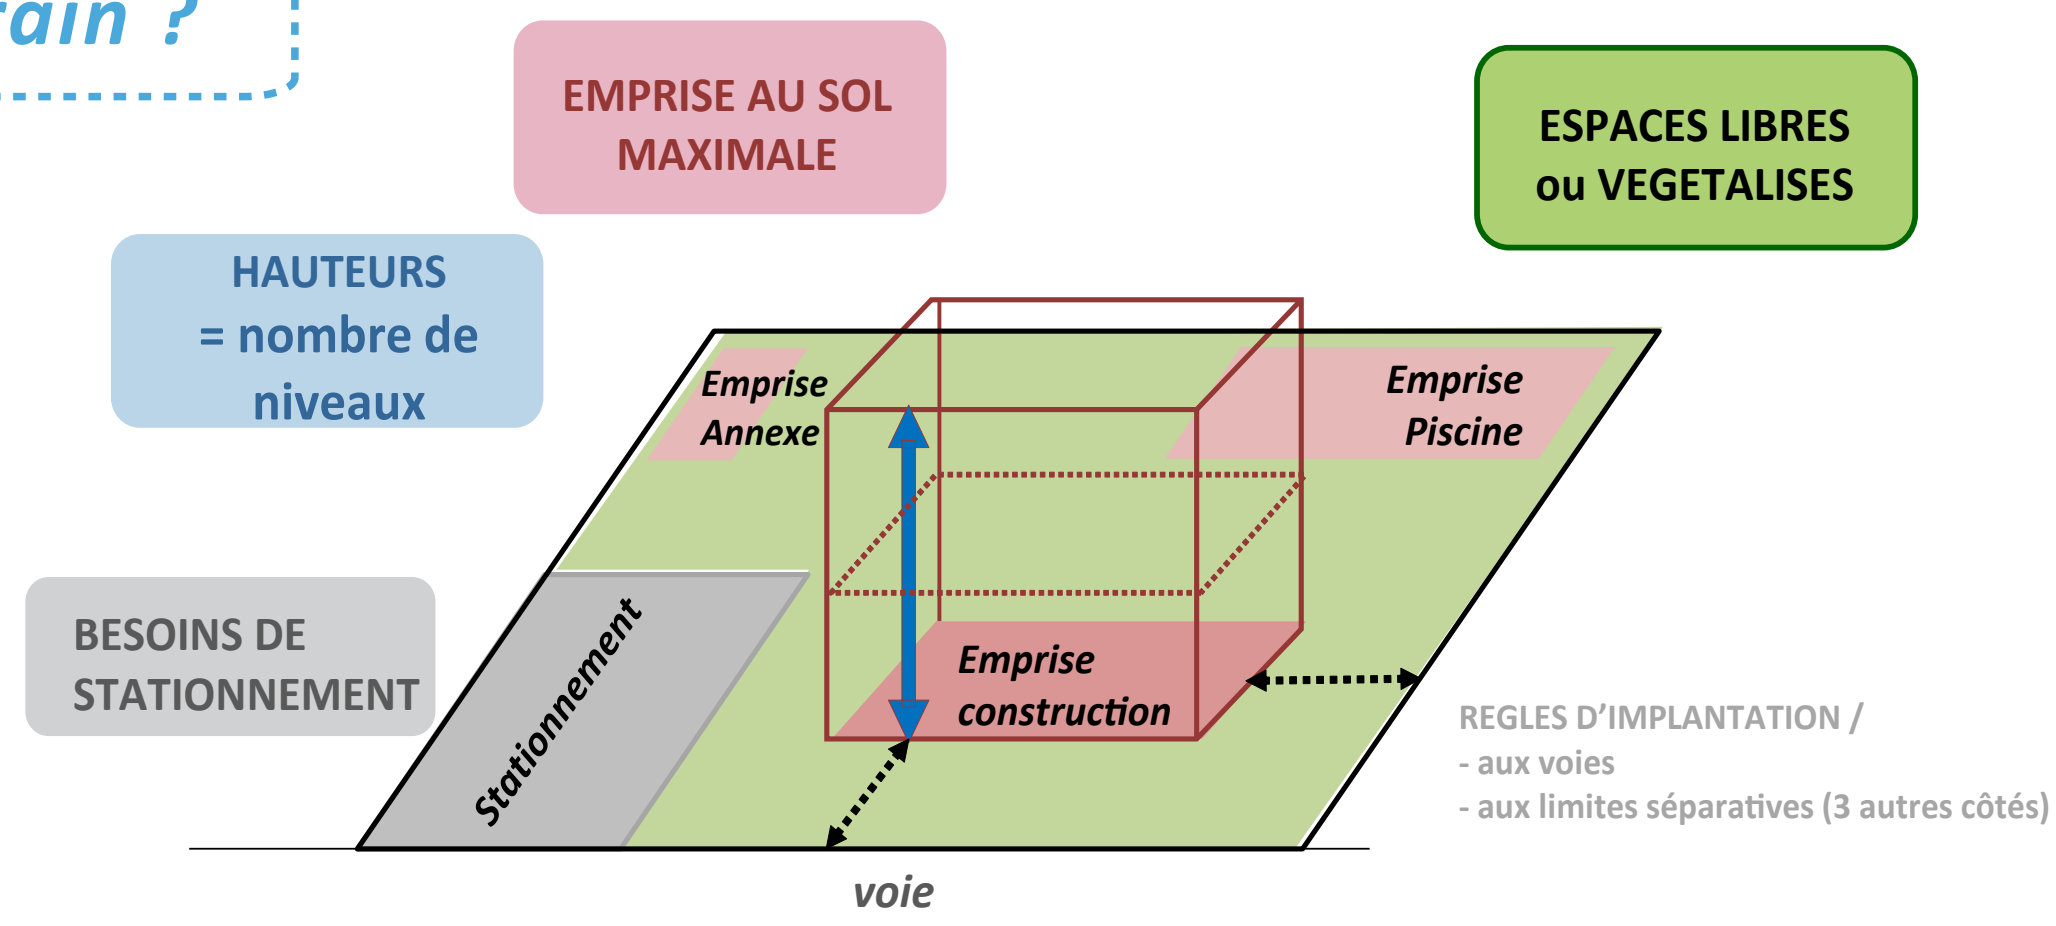 rain ?
EMPRISE AU SOL
MAXIMALE
ESPACES LIBRES
ou VEGETALISES
HAUTEURS
= nombre de
niveaux
Emprise
Annexe
Emprise
Piscine
BESOINS DE
STATIONNEMENT
Stationnement
Emprise
construction
REGLES D’IMPLANTATION /
- aux voies
- aux limites séparatives (3 autres côtés)
voie